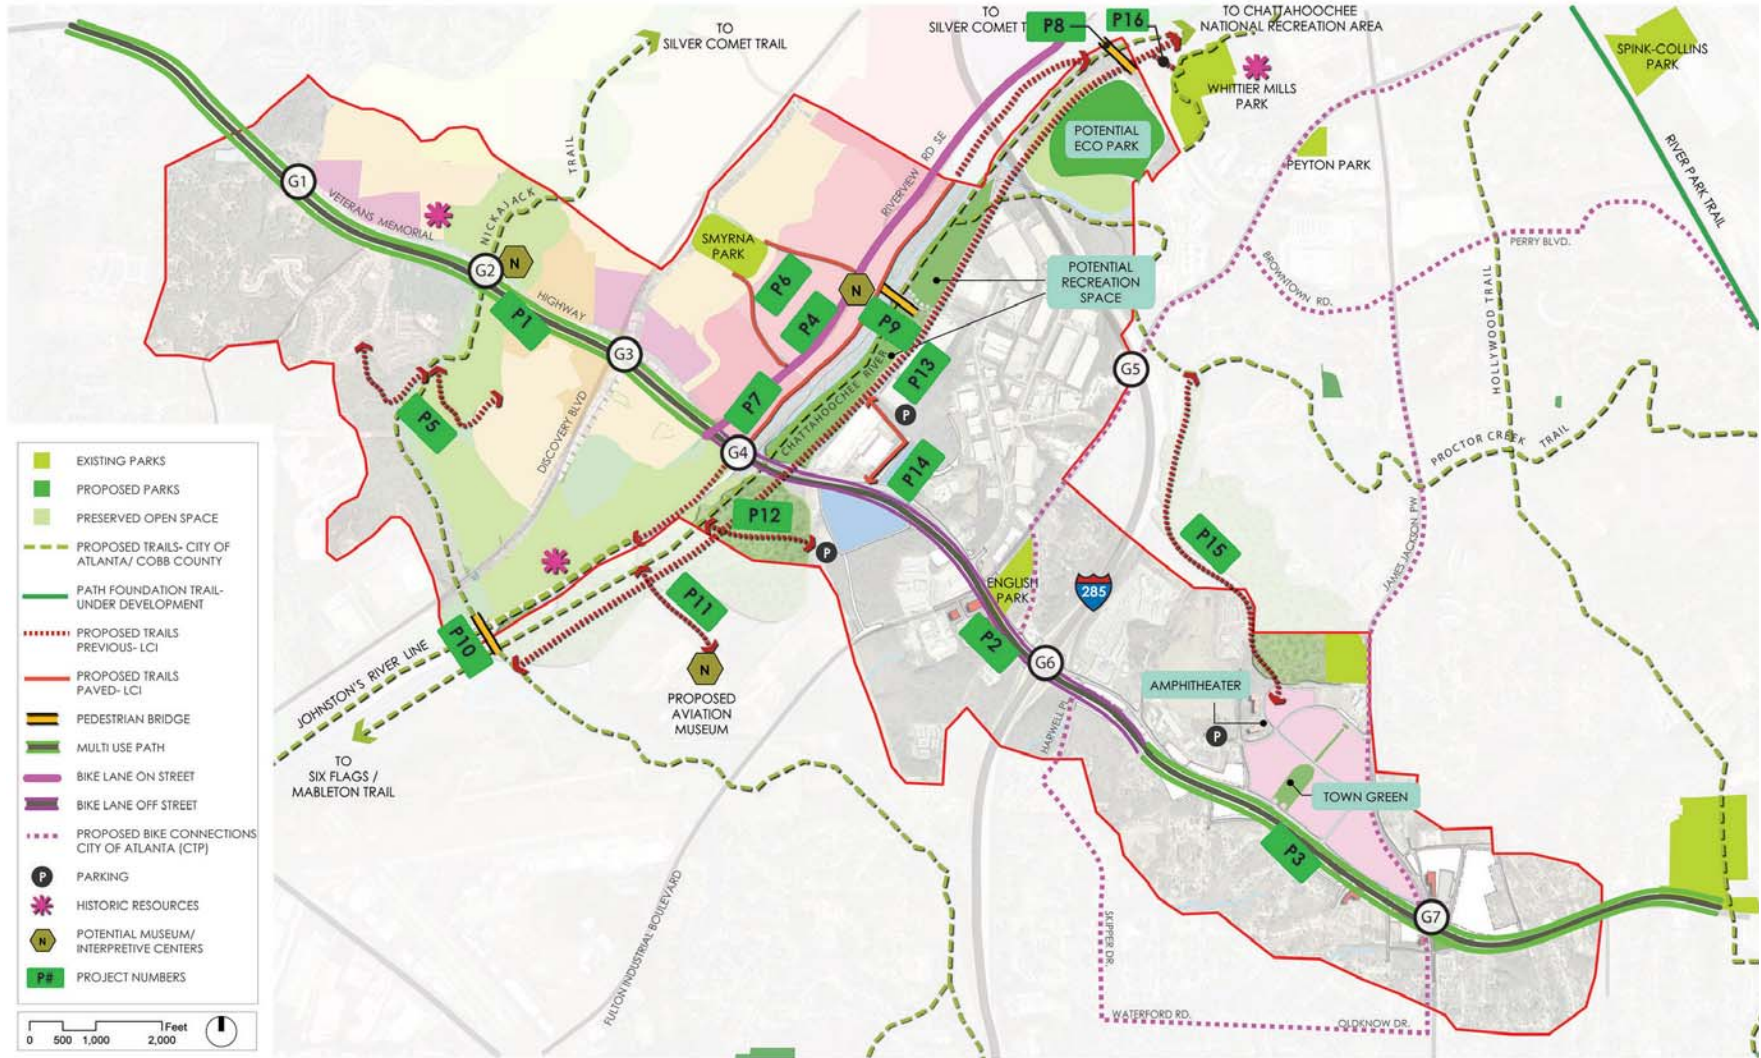 TO
SILVER COMET TRAIL
TO
SILVER COMET T
P8
P16
TO CHATTAHOOCHEE
NATIONAL RECREATION AREA
SPINK-COLLINS
PARK
WHITTIER MILLS
PARK
POTENTIAL
ECO PARK
PEYTON PARK
RIVER PARK TRAIL
G1
VETERANS MEMORIAL
HIGHWAY
NICKAJACK
TRAIL
G2
N
P1
G3
SMYRNA
PARK
P6
P4
RIVERVIEW RD SE
N
P9
POTENTIAL
RECREATION
SPACE
PERRY BLVD.
BROWNTOWN RD.
HOLLYWOOD TRAIL
G5
P13
CHATTAHOOCHEE RIVER
P
P7
P5
DISCOVERY BLVD
G4
P14
PROCTOR CREEK TRAIL
P12
P
P15
JAMES JACKSON PW
ENGLISH
PARK
285
P11
P10
P2
G6
N
PROPOSED
AVIATION
MUSEUM
JOHNSTON'S RIVER LINE
TO
SIX FLAGS /
MABLETON TRAIL
HARWELL PL
AMPHITHEATER
P
TOWN GREEN
P3
G7
FULTON INDUSTRIAL BOULEVARD
SKIPPER DR.
WATERFORD RD.
OLDKNOW DR.
EXISTING PARKS
PROPOSED PARKS
PRESERVED OPEN SPACE
PROPOSED TRAILS- CITY OF
ATLANTA/ COBB COUNTY
PATH FOUNDATION TRAIL-
UNDER DEVELOPMENT
PROPOSED TRAILS
PREVIOUS- LCI
PROPOSED TRAILS
PAVED- LCI
PEDESTRIAN BRIDGE
MULTI USE PATH
BIKE LANE ON STREET
BIKE LANE OFF STREET
PROPOSED BIKE CONNECTIONS
CITY OF ATLANTA (CTP)
P
PARKING
HISTORIC RESOURCES
N
POTENTIAL MUSEUM/
INTERPRETIVE CENTERS
P#
PROJECT NUMBERS
Feet
0 500 1,000 2,000